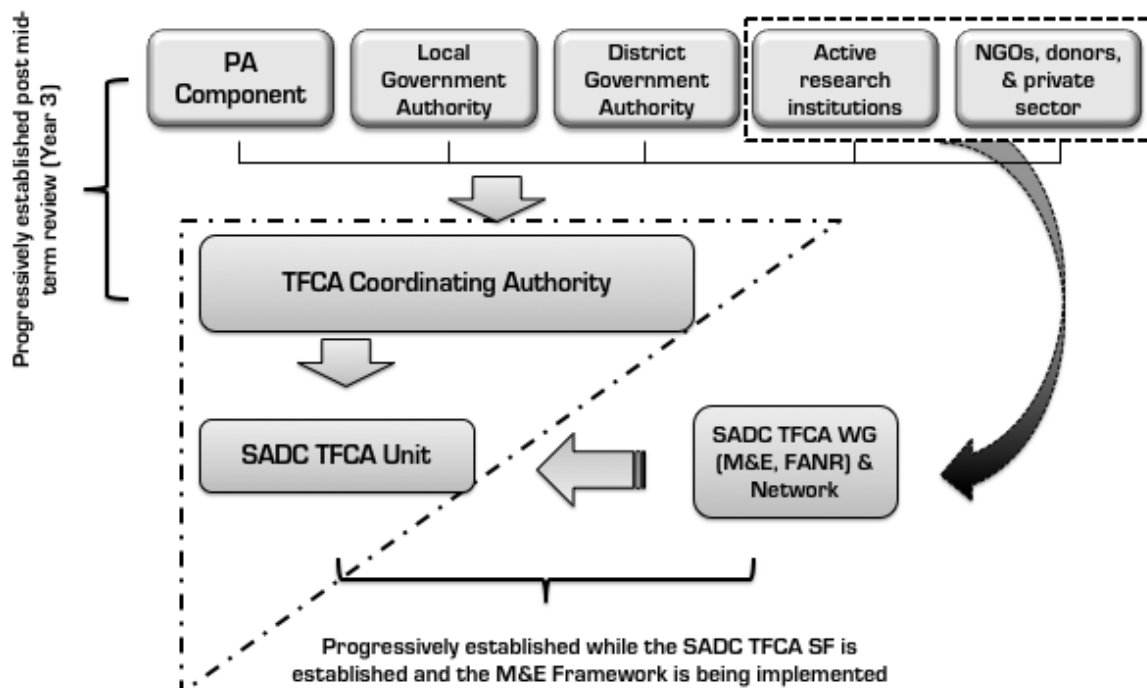 PA
Component
Local
Government
Authority
District
Government
Authority
Active
research
institutions
NGOs, donors,
& private
sector
Progressively established post mid-
term review (Year 3)
TFCA Coordinating Authority
SADC TFCA Unit
SADC TFCA WG
(M&E, FANR) &
Network
Progressively established while the SADC TFCA SF is
established and the M&E Framework is being implemented